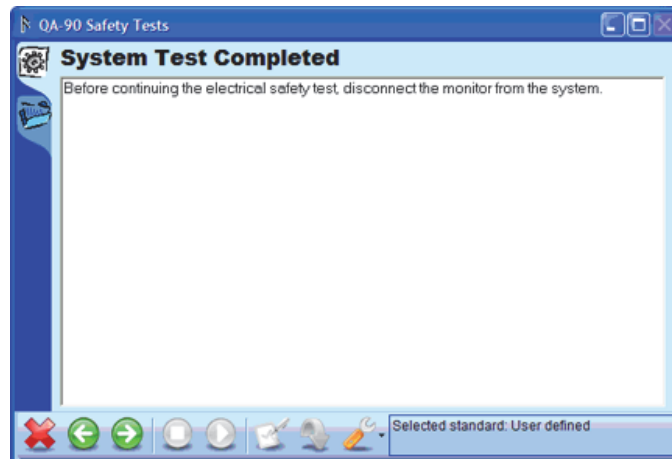 QA-90 Safety Tests
System Test Completed
Before continuing the electrical safety test, disconnect the monitor from the system.
Selected standard: User defined